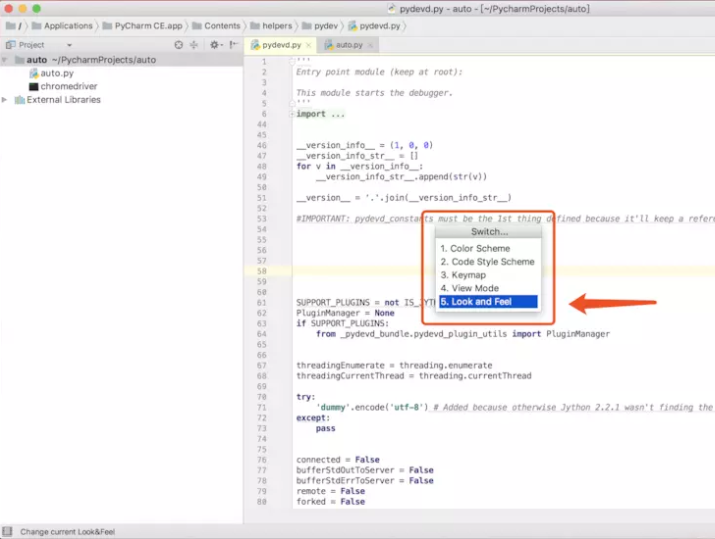 pydevd.py - auto - [~/PycharmProjects/auto]
/ Applications PyCharm CE.app Contents helpers pydev pydevd.py
Project
pydevd.py auto.py
auto ~/PycharmProjects/auto
auto.py
chromedriver
External Libraries
1 '''
2 Entry point module (keep at root):
3
4 This module starts the debugger.
5 '''
6 import ...
44
45
46 __version_info__ = (1, 0, 0)
47 __version_info_str__ = []
48 for v in __version_info__:
49 __version_info_str__.append(str(v))
50
51 __version__ = '.'.join(__version_info_str__)
52
53 #IMPORTANT: pydevd_constants must be the 1st thing defined because it'll keep a refere
54
55
56
57
58
59
60
61 SUPPORT_PLUGINS = not IS_JYTH
62 PluginManager = None
63 if SUPPORT_PLUGINS:
64 from _pydevd_bundle.pydevd_plugin_utils import PluginManager
65
66
67 threadingEnumerate = threading.enumerate
68 threadingCurrentThread = threading.currentThread
69
70 try:
71 'dummy'.encode('utf-8') # Added because otherwise Jython 2.2.1 wasn't finding the
72 except:
73 pass
74
75
76 connected = False
77 bufferStdOutToServer = False
78 bufferStdErrToServer = False
79 remote = False
80 forked = False
Switch...
1. Color Scheme
2. Code Style Scheme
3. Keymap
4. View Mode
5. Look and Feel
Change current Look&Feel